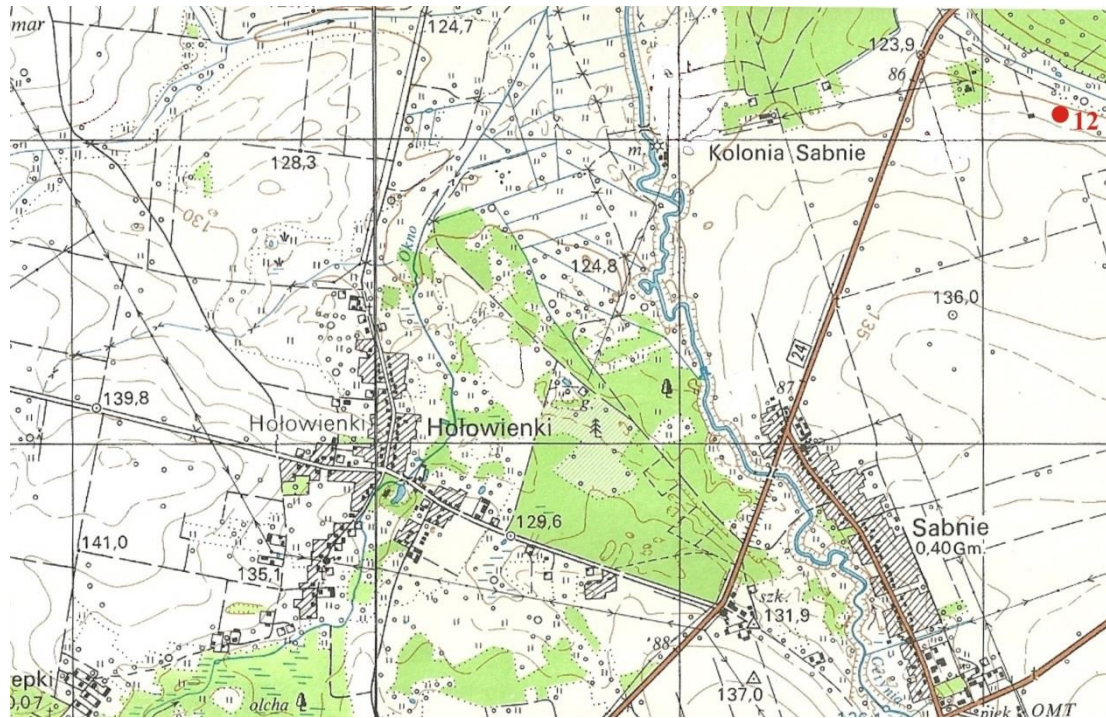 mar
124,7
123,9
86
12
m.
Kolonia Sabnie
128,3
130
Okno
124,8
136,0
135
24
87
139,8
Hołowienki
Hołowienki
g
Sabnie
0.40Gm.
129,6
141,0
135,1
szk.
131,9
88
137,0
epki
0,07
olcha
OMT